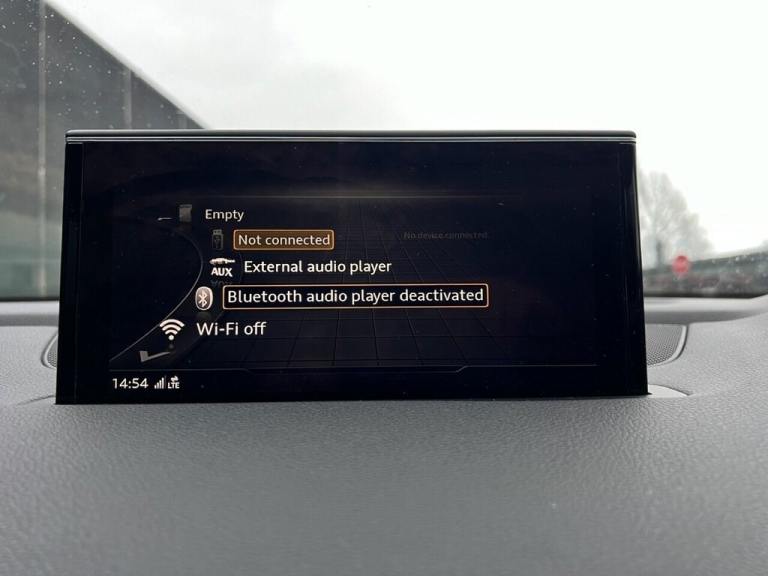 Empty
Not connected
No device connected.
AUX External audio player
Bluetooth audio player deactivated
Wi-Fi off
14:54 LTE